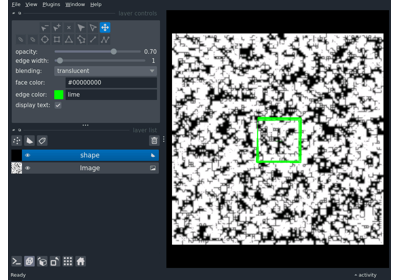 File View Plugins Window Help
layer controls
opacity: 0.70
edge width: 1
blending: translucent
face color: #00000000
edge color: lime
display text:
layer list
shape
Image
Ready
activity